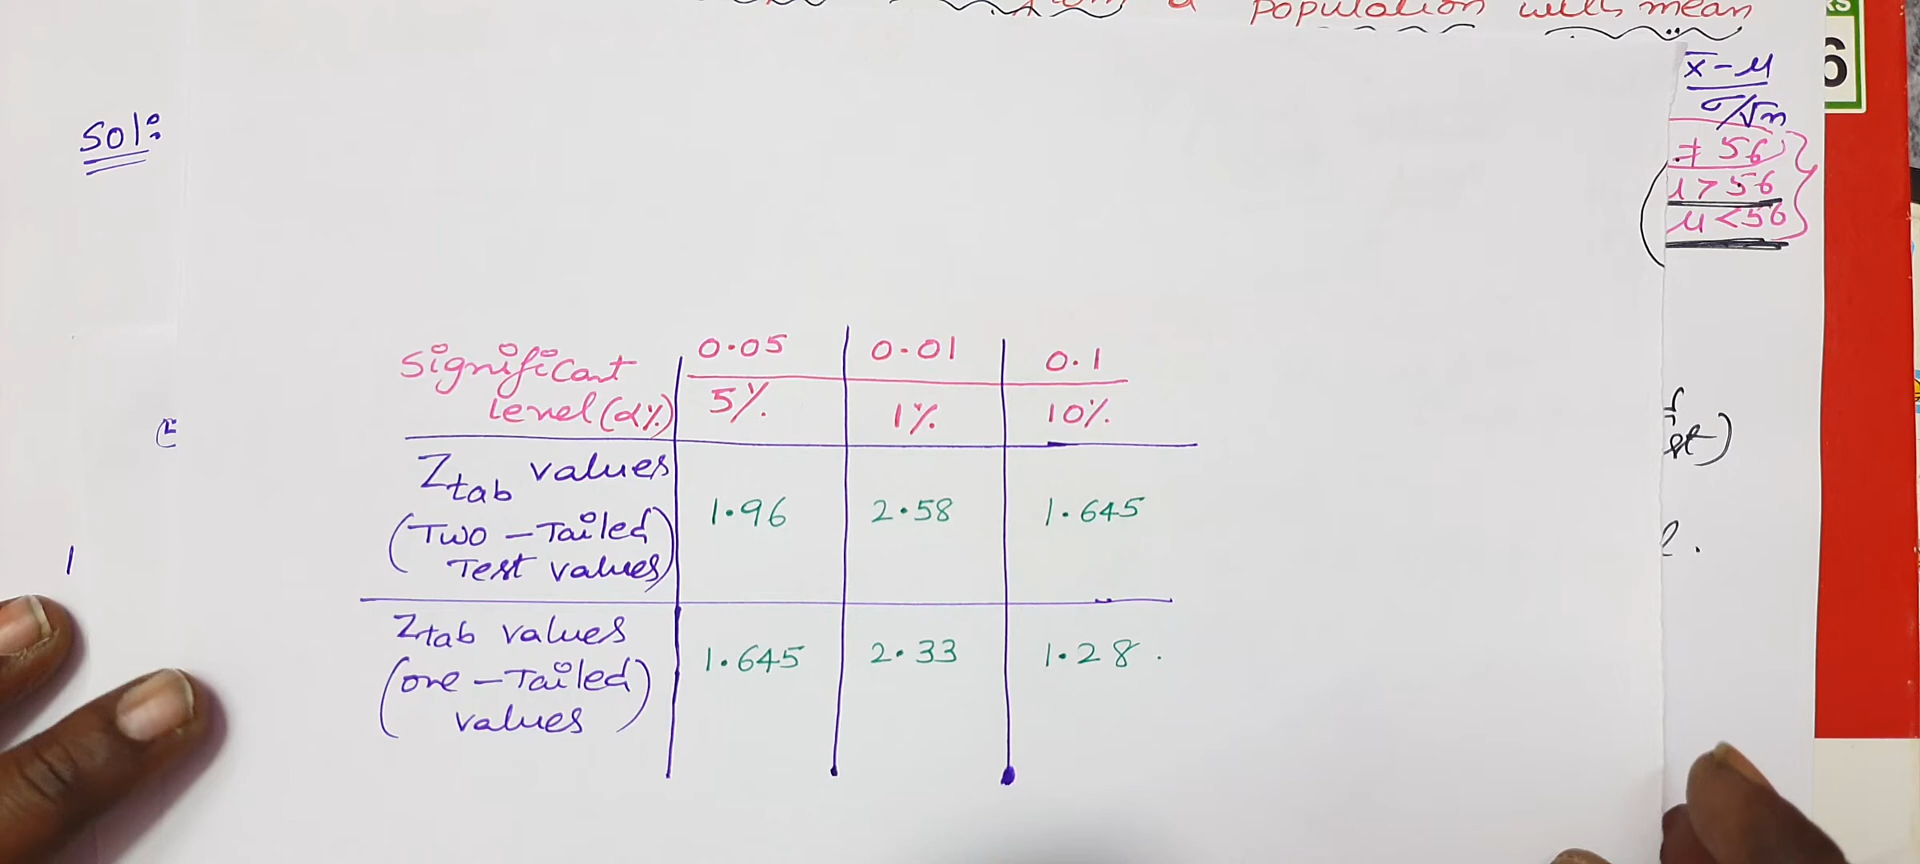 a population with mean
x̄ - μ
σ/√n
≠ 56
μ > 56
μ < 56
6
Sol:
Significant level (α%)
0.05 0.01 0.1
5% 1% 10%
Ztab values
(Two - Tailed
Test values)
1.96 2.58 1.645
Ztab values
(one - Tailed)
values
1.645 2.33 1.28 .